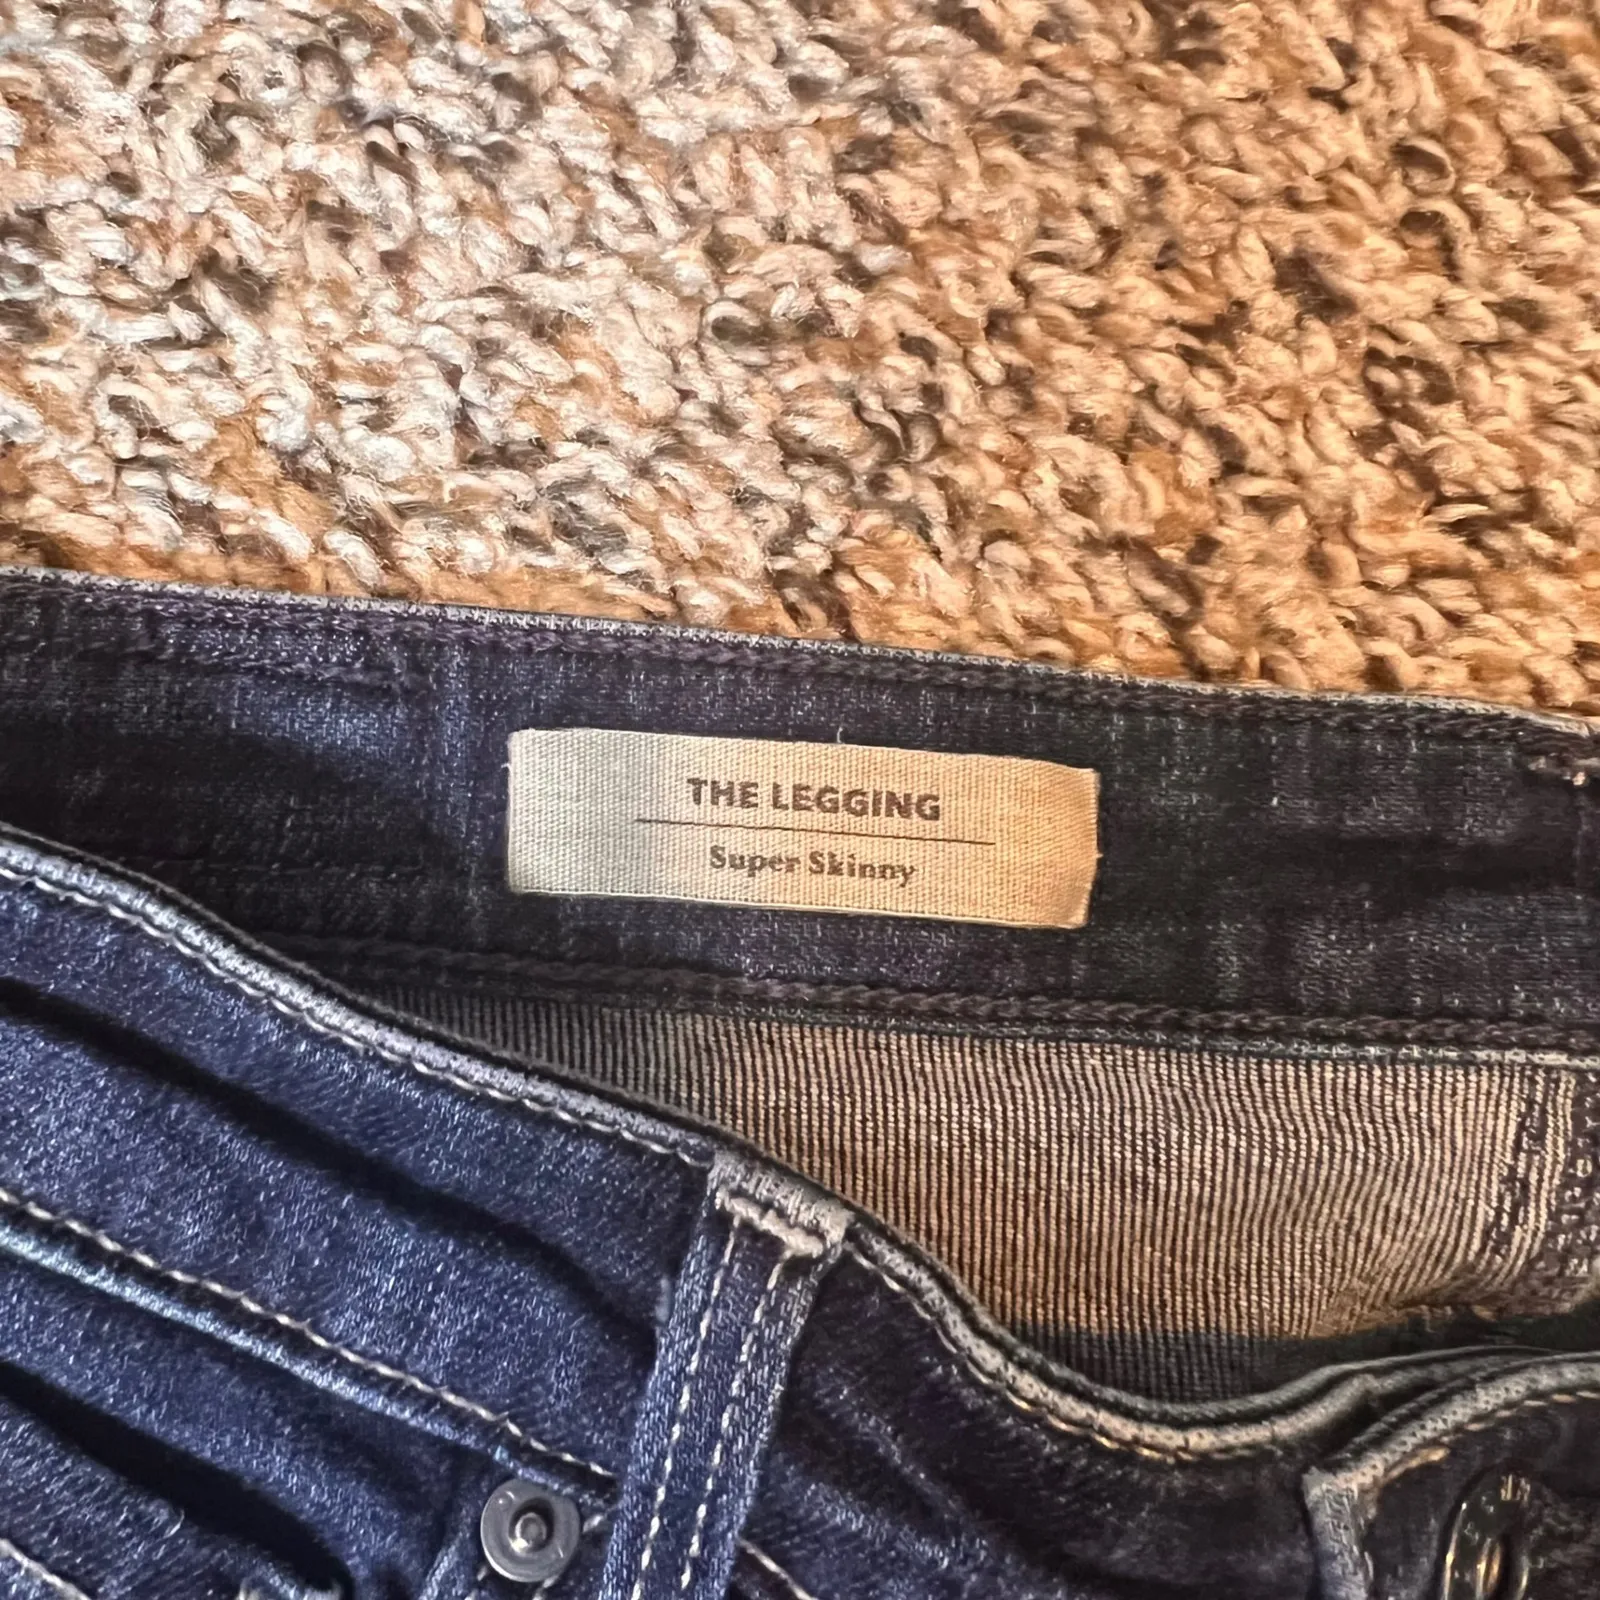 THE LEGGING
Super Skinny